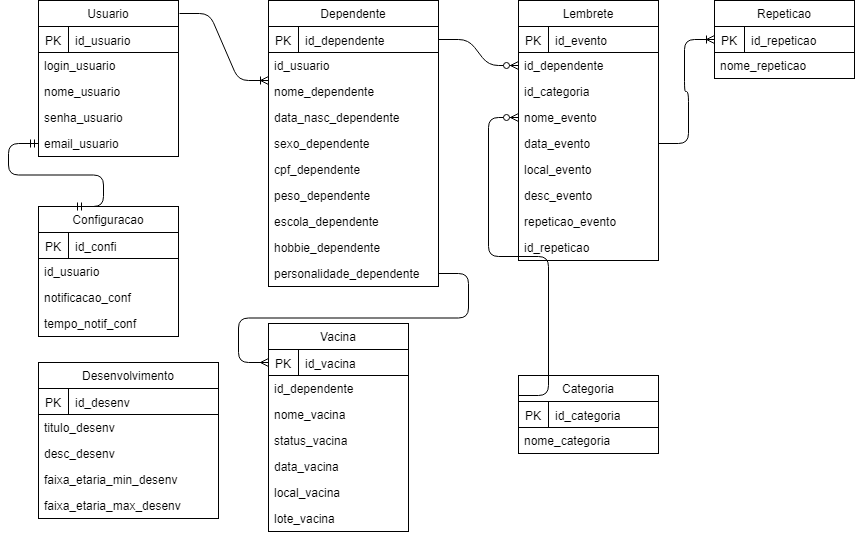 Usuario
PK id_usuario
login_usuario
nome_usuario
senha_usuario
email_usuario
Configuracao
PK id_confi
id_usuario
notificacao_conf
tempo_notif_conf
Desenvolvimento
PK id_desenv
titulo_desenv
desc_desenv
faixa_etaria_min_desenv
faixa_etaria_max_desenv
Dependente
PK id_dependente
id_usuario
nome_dependente
data_nasc_dependente
sexo_dependente
cpf_dependente
peso_dependente
escola_dependente
hobbie_dependente
personalidade_dependente
Vacina
PK id_vacina
id_dependente
nome_vacina
status_vacina
data_vacina
local_vacina
lote_vacina
Lembrete
PK id_evento
id_dependente
id_categoria
nome_evento
data_evento
local_evento
desc_evento
repeticao_evento
id_repeticao
Categoria
PK id_categoria
nome_categoria
Repeticao
PK id_repeticao
nome_repeticao